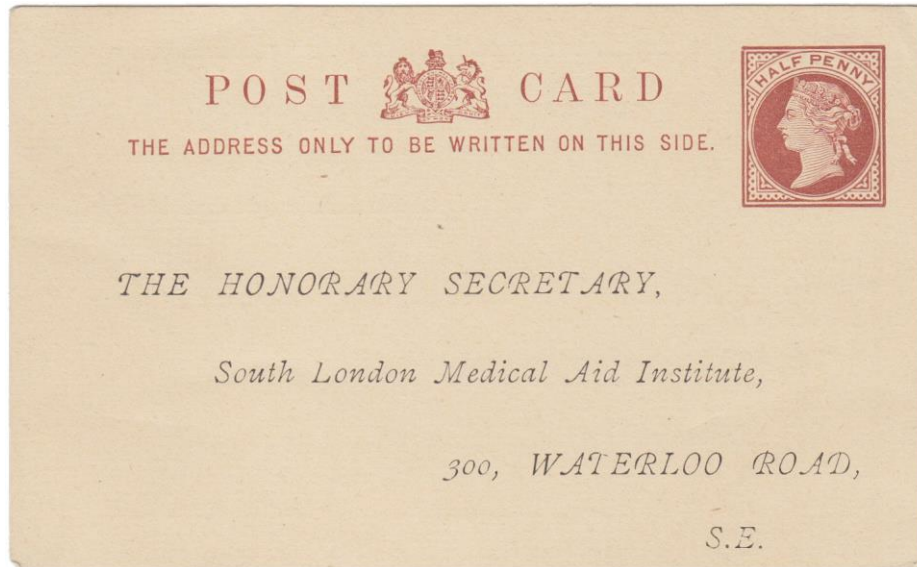 POST CARD
HALF PENNY
THE ADDRESS ONLY TO BE WRITTEN ON THIS SIDE.
THE HONORARY SECRETARY,
South London Medical Aid Institute,
300, WATERLOO ROAD,
S.E.